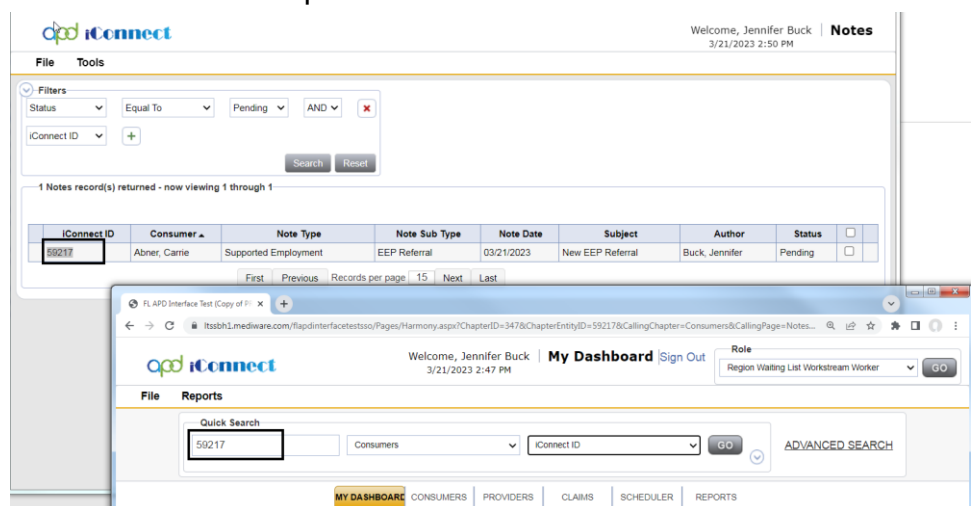 apd iConnect
Welcome, Jennifer Buck | Notes
3/21/2023 2:50 PM
File Tools
Filters
Status Equal To Pending AND
iConnect ID
Search Reset
1 Notes record(s) returned - now viewing 1 through 1
iConnect ID Consumer Note Type Note Sub Type Note Date Subject Author Status
59217 Abner, Carrie Supported Employment EEP Referral 03/21/2023 New EEP Referral Buck, Jennifer Pending
First Previous Records per page 15 Next Last
FL APD Interface Test (Copy of
ltssbh1.mediware.com/flapdinterfacetestsso/Pages/Harmony.aspx?ChapterID=347&ChapterEntityID=59217&CallingChapter=Consumers&CallingPage=Notes...
apd iConnect
Welcome, Jennifer Buck | My Dashboard | Sign Out
3/21/2023 2:47 PM
Role
Region Waiting List Workstream Worker GO
File Reports
Quick Search
59217 Consumers iConnect ID GO ADVANCED SEARCH
MY DASHBOARD CONSUMERS PROVIDERS CLAIMS SCHEDULER REPORTS